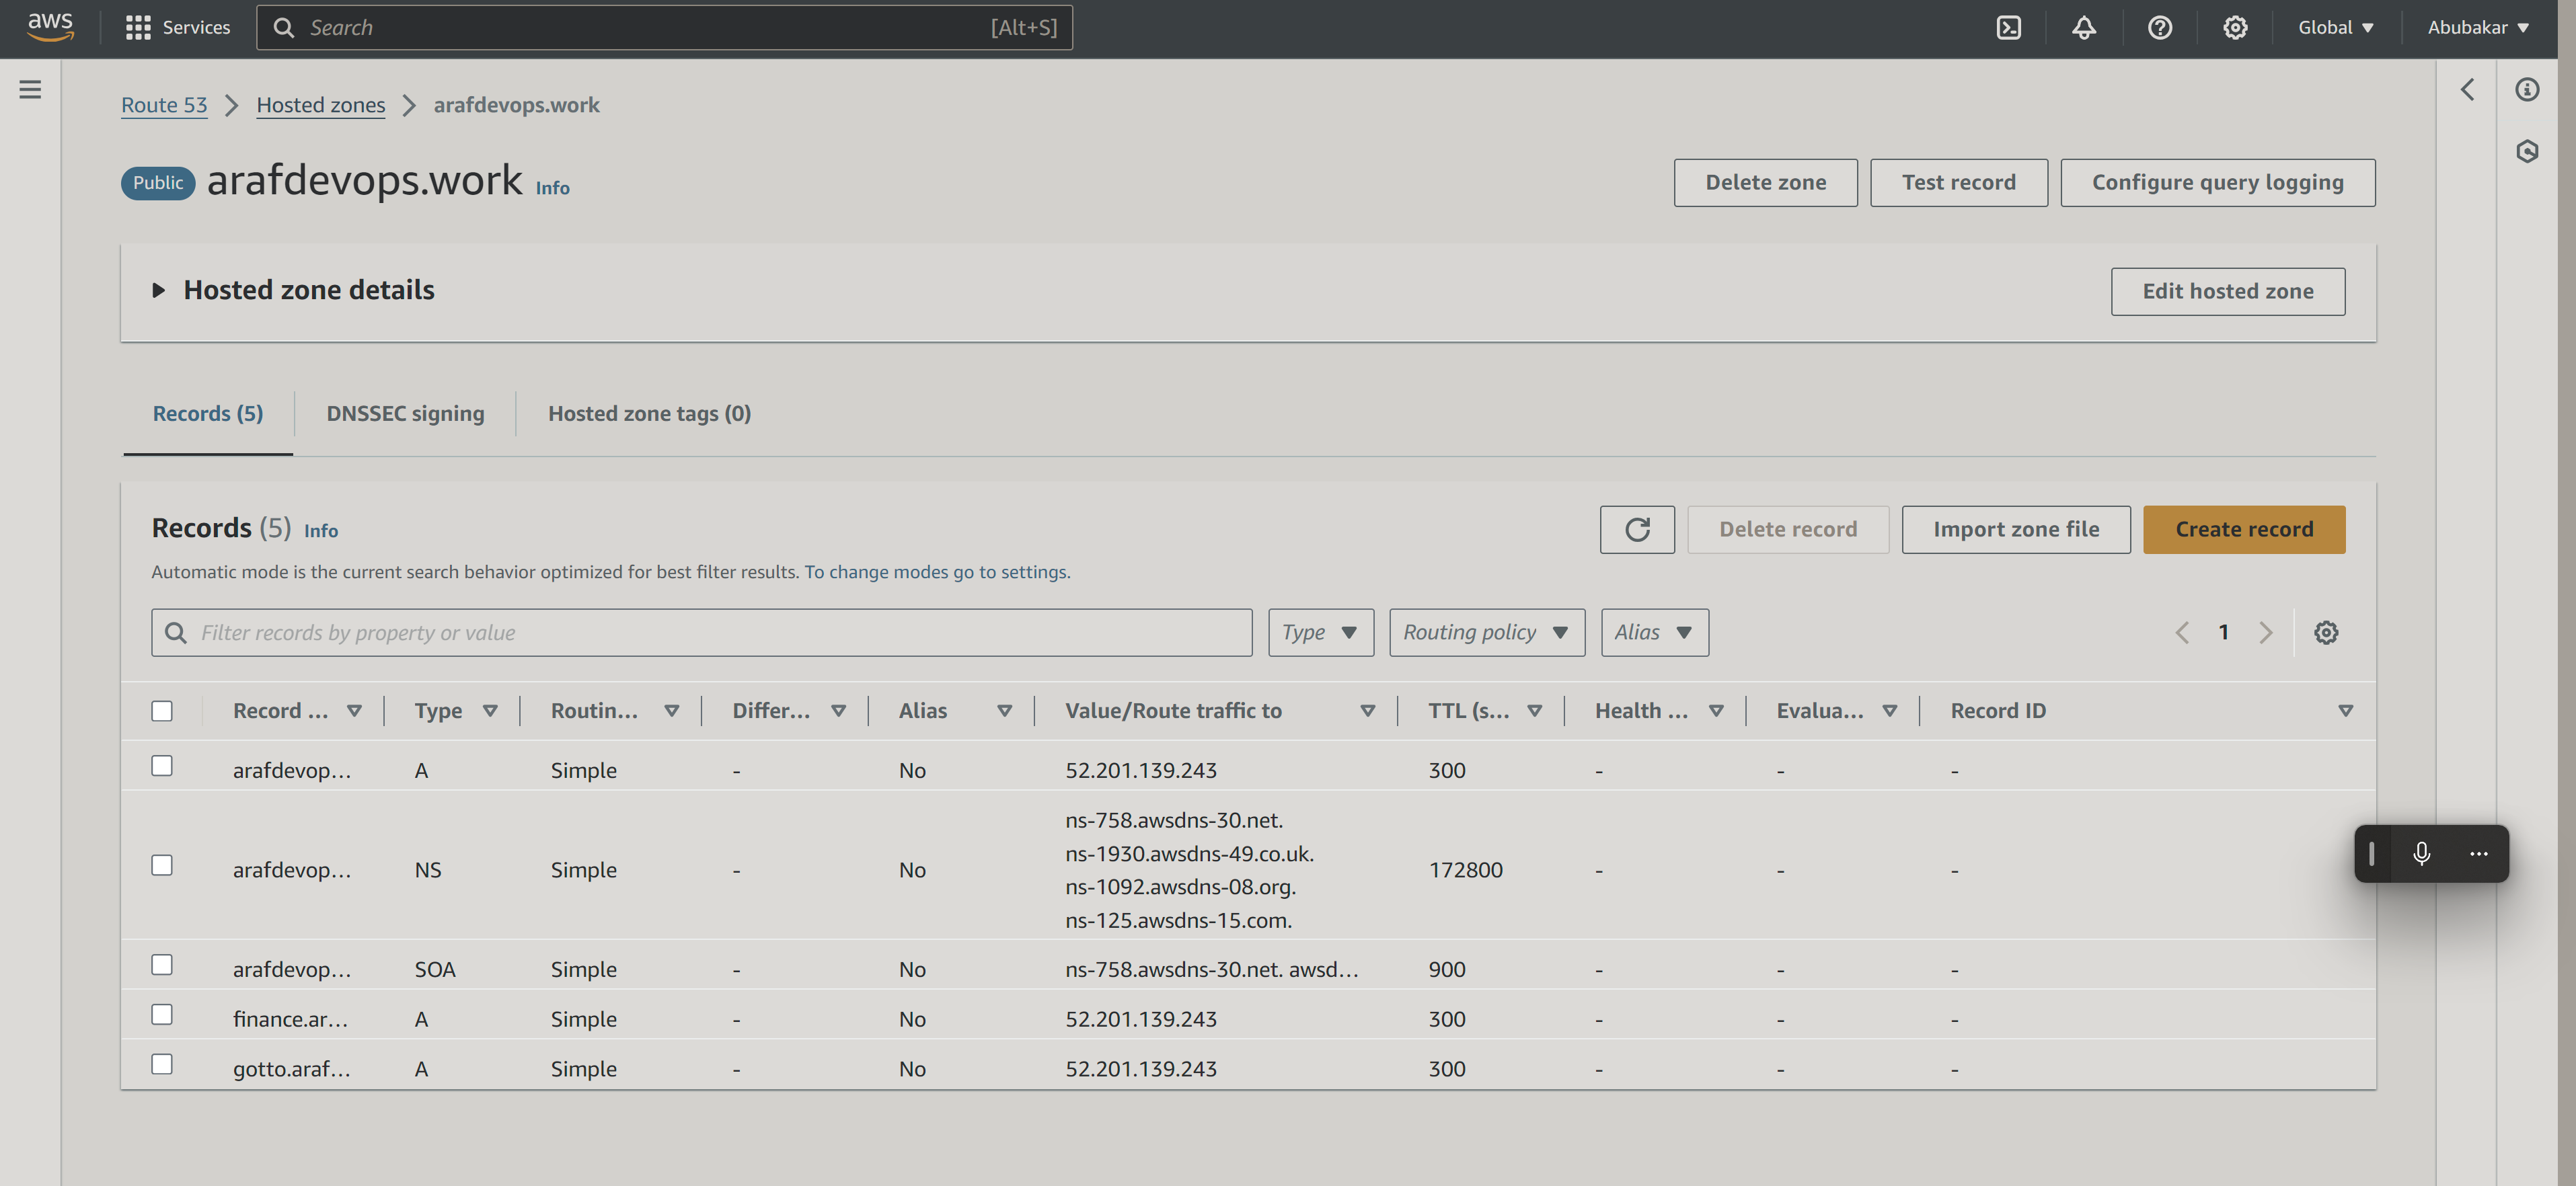 aws Services Search [Alt+S] Global Abubakar
Route 53 Hosted zones arafdevops.work
Public arafdevops.work Info Delete zone Test record Configure query logging
Hosted zone details Edit hosted zone
Records (5) DNSSEC signing Hosted zone tags (0)
Records (5) Info Delete record Import zone file Create record
Automatic mode is the current search behavior optimized for best filter results. To change modes go to settings.
Filter records by property or value Type Routing policy Alias 1
Record ... Type Routin... Differ... Alias Value/Route traffic to TTL (s... Health ... Evalua... Record ID
arafdevop... A Simple - No 52.201.139.243 300 - - -
ns-758.awsdns-30.net.
ns-1930.awsdns-49.co.uk.
arafdevop... NS Simple - No 172800 - - -
ns-1092.awsdns-08.org.
ns-125.awsdns-15.com.
arafdevop... SOA Simple - No ns-758.awsdns-30.net. awsd... 900 - - -
finance.ar... A Simple - No 52.201.139.243 300 - - -
gotto.araf... A Simple - No 52.201.139.243 300 - - -